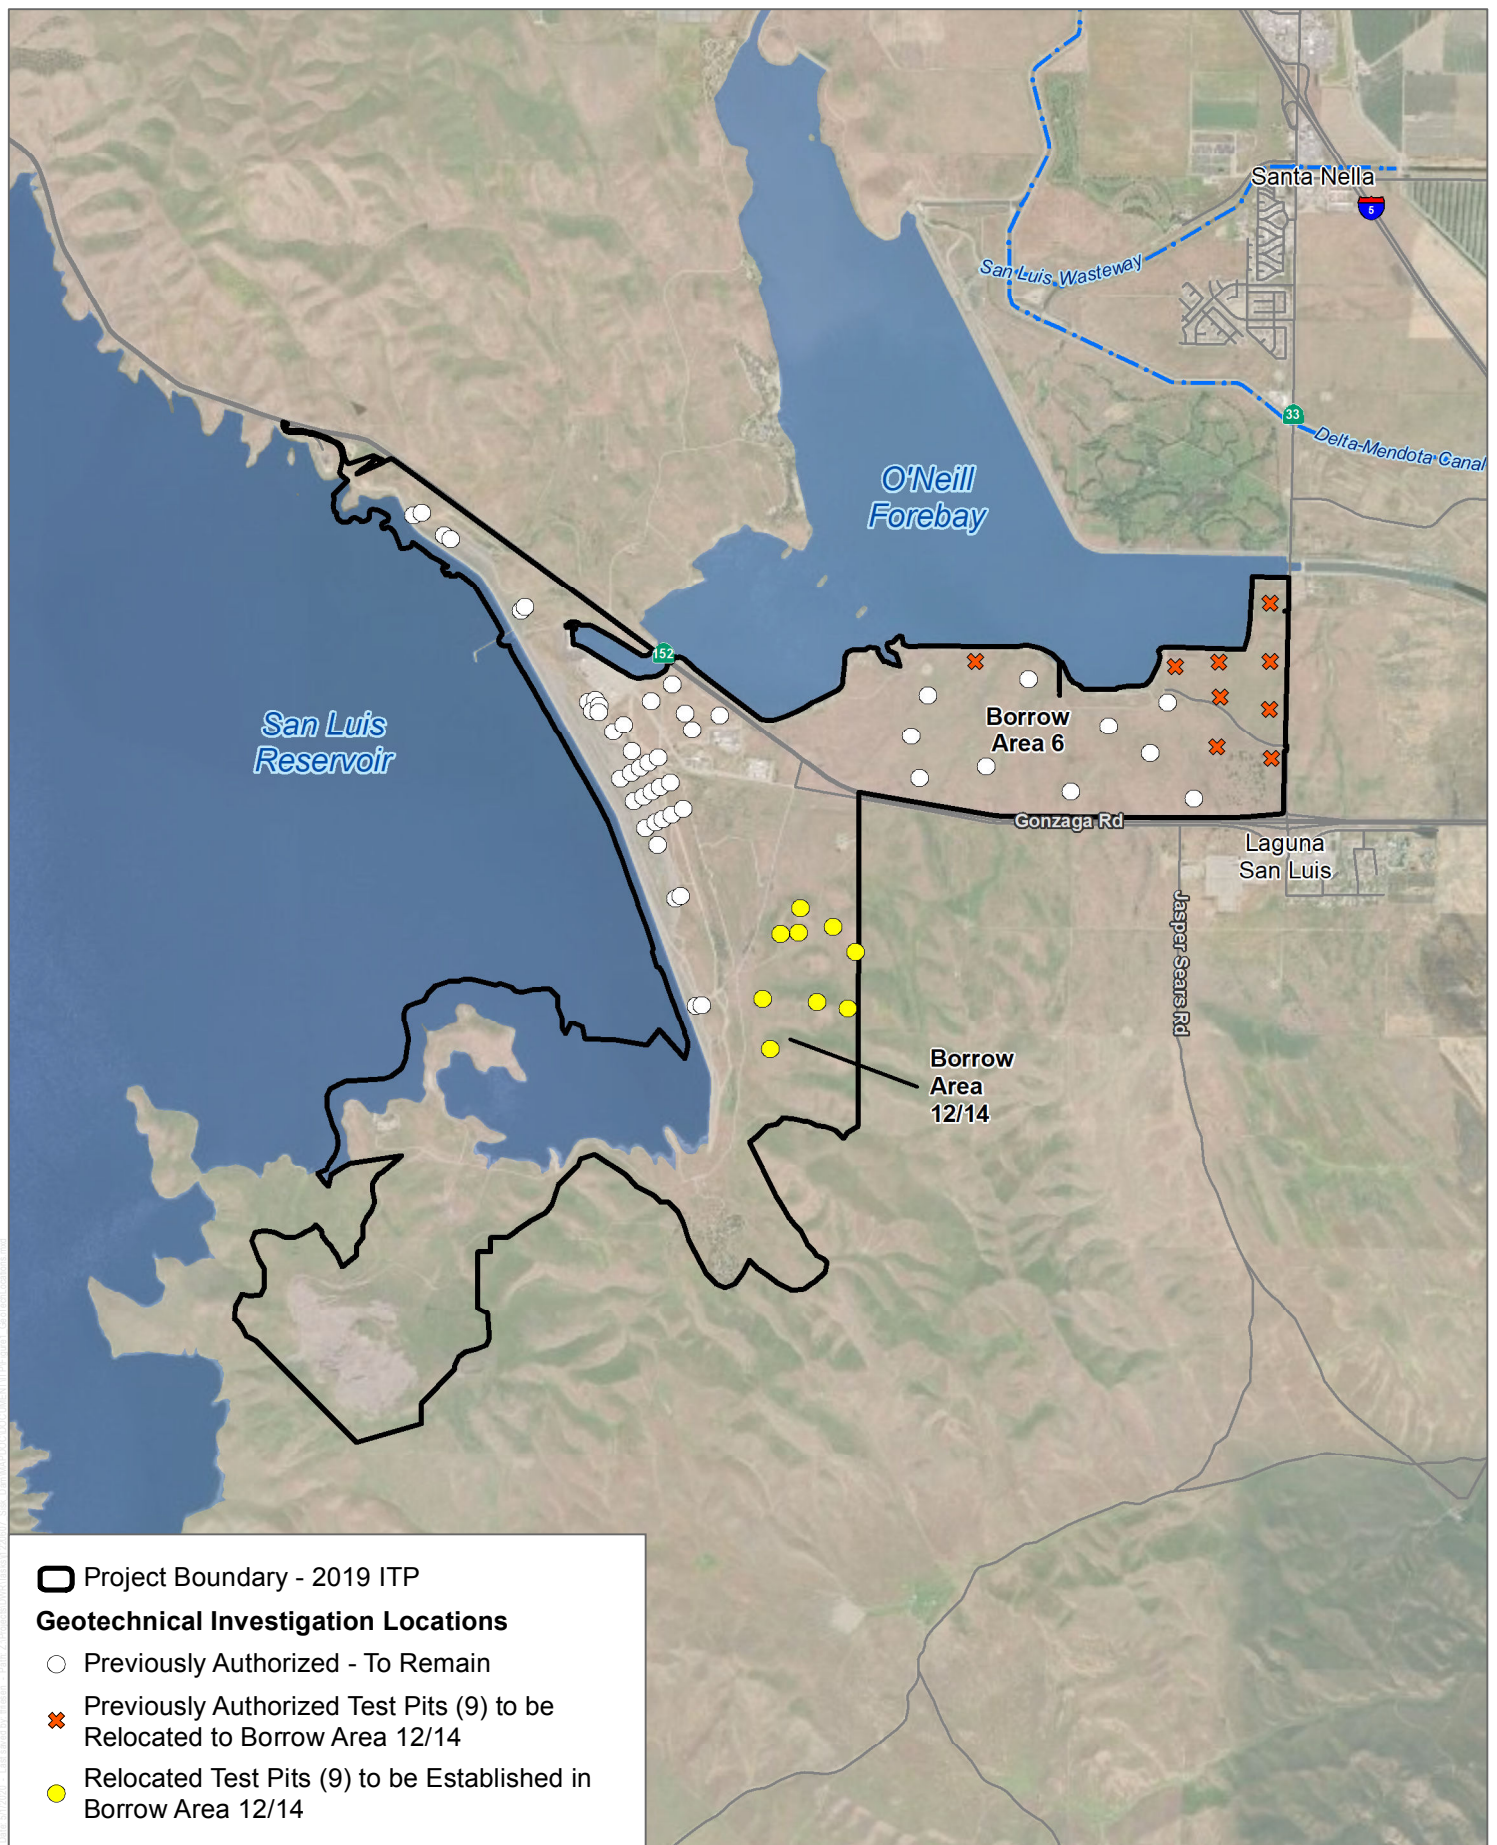 Santa Nella
5
San Luis Wasteway
33
Delta-Mendota Canal
O'Neill
Forebay
152
San Luis
Reservoir
Borrow
Area 6
Gonzaga Rd
Laguna
San Luis
Jasper Sears Rd
Borrow
Area
12/14
Project Boundary - 2019 ITP
Geotechnical Investigation Locations
Previously Authorized - To Remain
Previously Authorized Test Pits (9) to be
Relocated to Borrow Area 12/14
Relocated Test Pits (9) to be Established in
Borrow Area 12/14